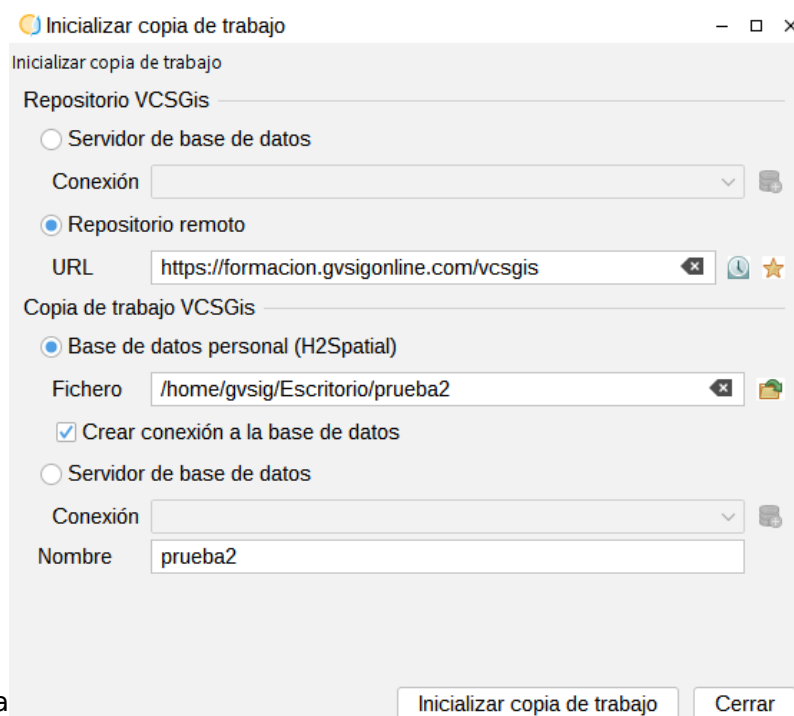 Inicializar copia de trabajo
Inicializar copia de trabajo
Repositorio VCSGis
Servidor de base de datos
Conexión
Repositorio remoto
URL https://formacion.gvsigonline.com/vcsgis
Copia de trabajo VCSGis
Base de datos personal (H2Spatial)
Fichero /home/gvsig/Escritorio/prueba2
Crear conexión a la base de datos
Servidor de base de datos
Conexión
Nombre prueba2
a Inicializar copia de trabajo Cerrar